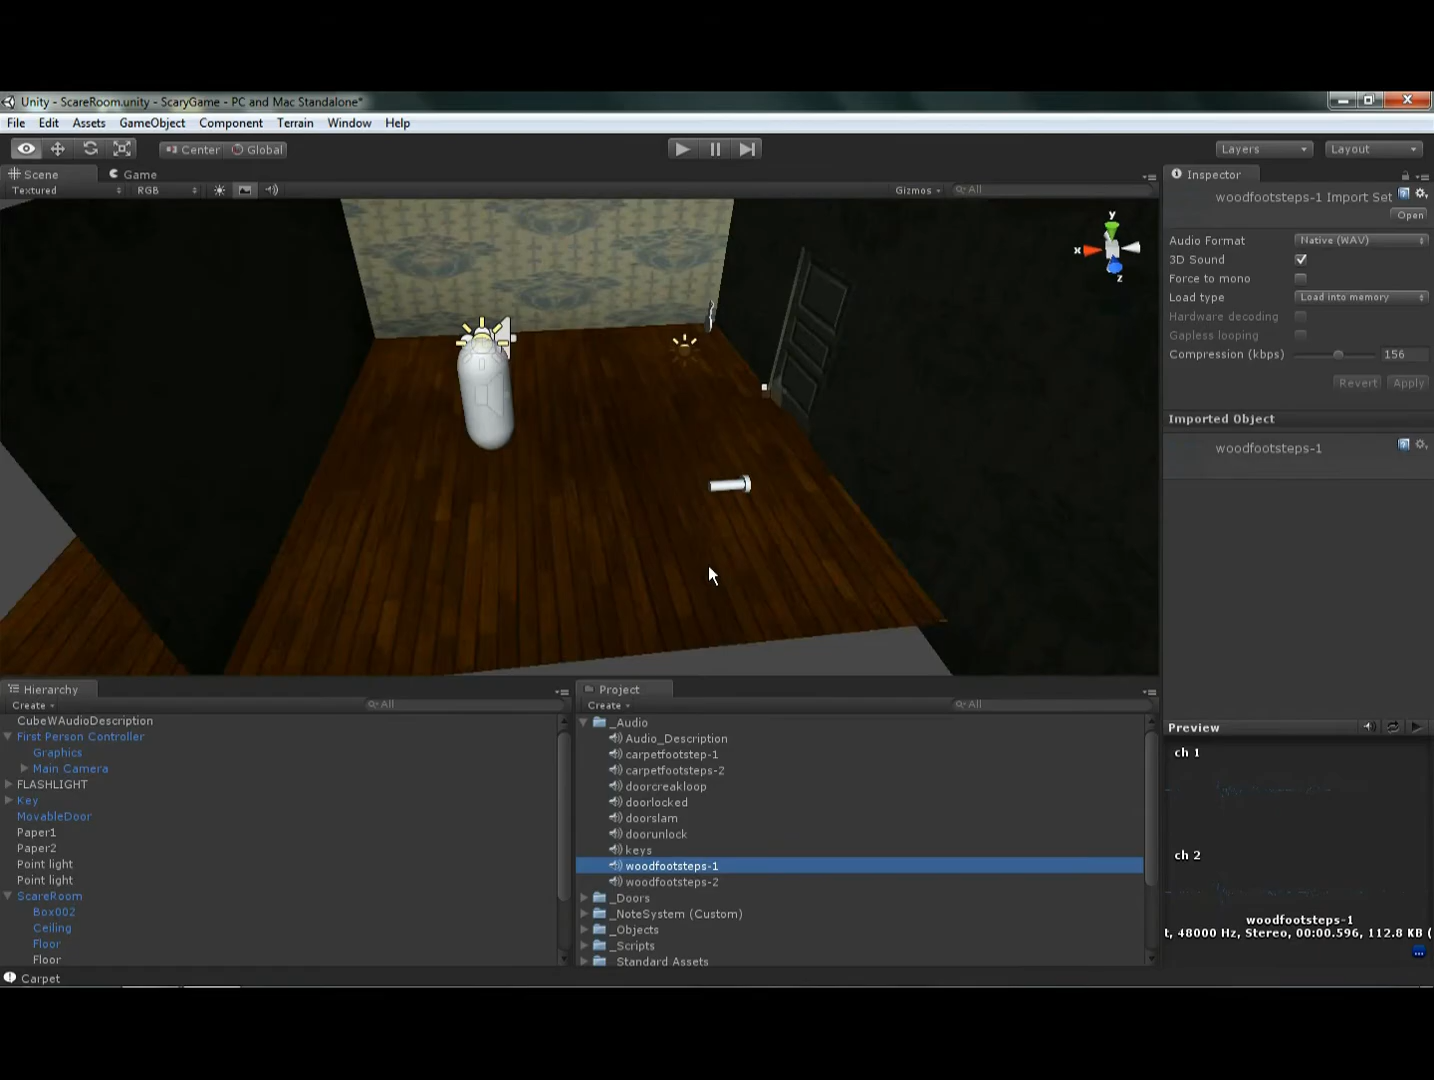 Unity - ScareRoom.unity - ScaryGame - PC and Mac Standalone*
File Edit Assets GameObject Component Terrain Window Help
Center Global Layers Layout
Scene Game
Textured RGB Gizmos All
y
x
z
Inspector
woodfootsteps-1 Import Set
Open
Audio Format Native (WAV)
3D Sound
Force to mono
Load type Load into memory
Hardware decoding
Gapless looping
Compression (kbps) 156
Revert Apply
Imported Object
woodfootsteps-1
Hierarchy
Create All
CubeWAudioDescription
First Person Controller
Graphics
Main Camera
FLASHLIGHT
Key
MovableDoor
Paper1
Paper2
Point light
Point light
ScareRoom
Box002
Ceiling
Floor
Floor
Project
Create All
_Audio
Audio_Description
carpetfootstep-1
carpetfootsteps-2
doorcreakloop
doorlocked
doorslam
doorunlock
keys
woodfootsteps-1
woodfootsteps-2
_Doors
_NoteSystem (Custom)
_Objects
_Scripts
Standard Assets
Preview
ch 1
ch 2
woodfootsteps-1
t, 48000 Hz, Stereo, 00:00.596, 112.8 KB (
Carpet